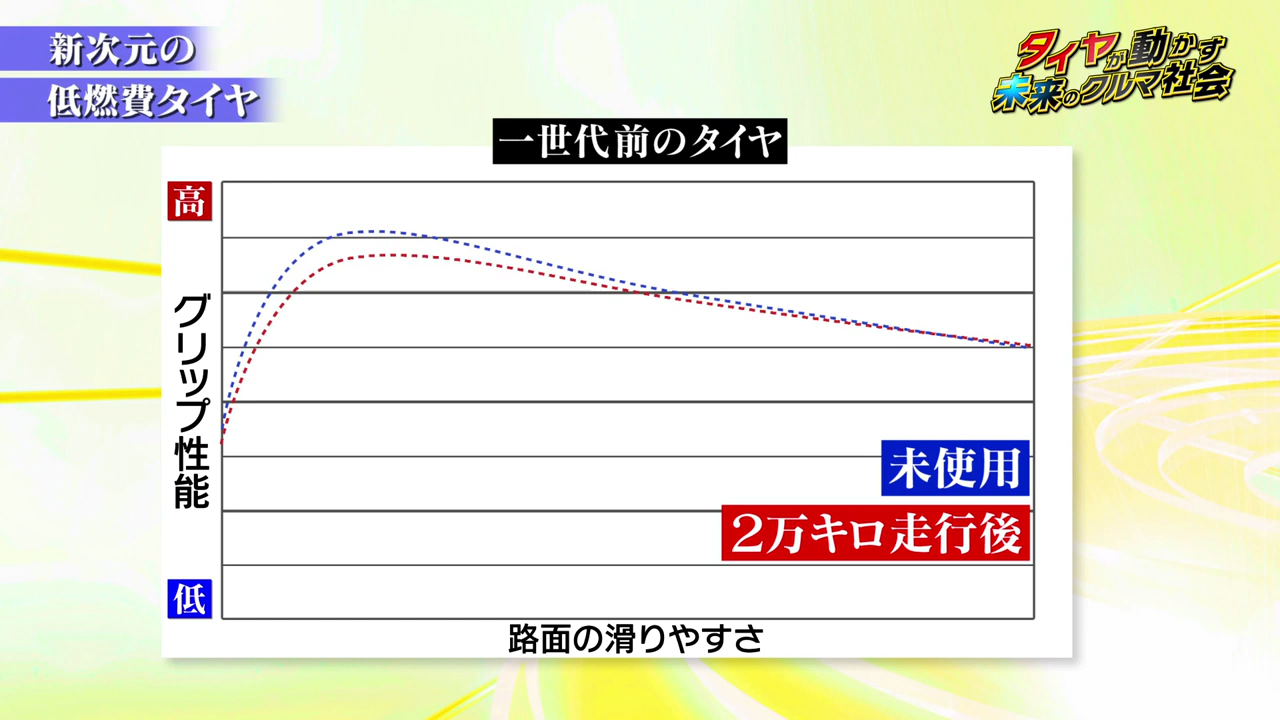 新次元の
低燃費タイヤ
タイヤが動かす
未来のクルマ社会
一世代前のタイヤ
高
グリップ性能
低
未使用
2万キロ走行後
路面の滑りやすさ